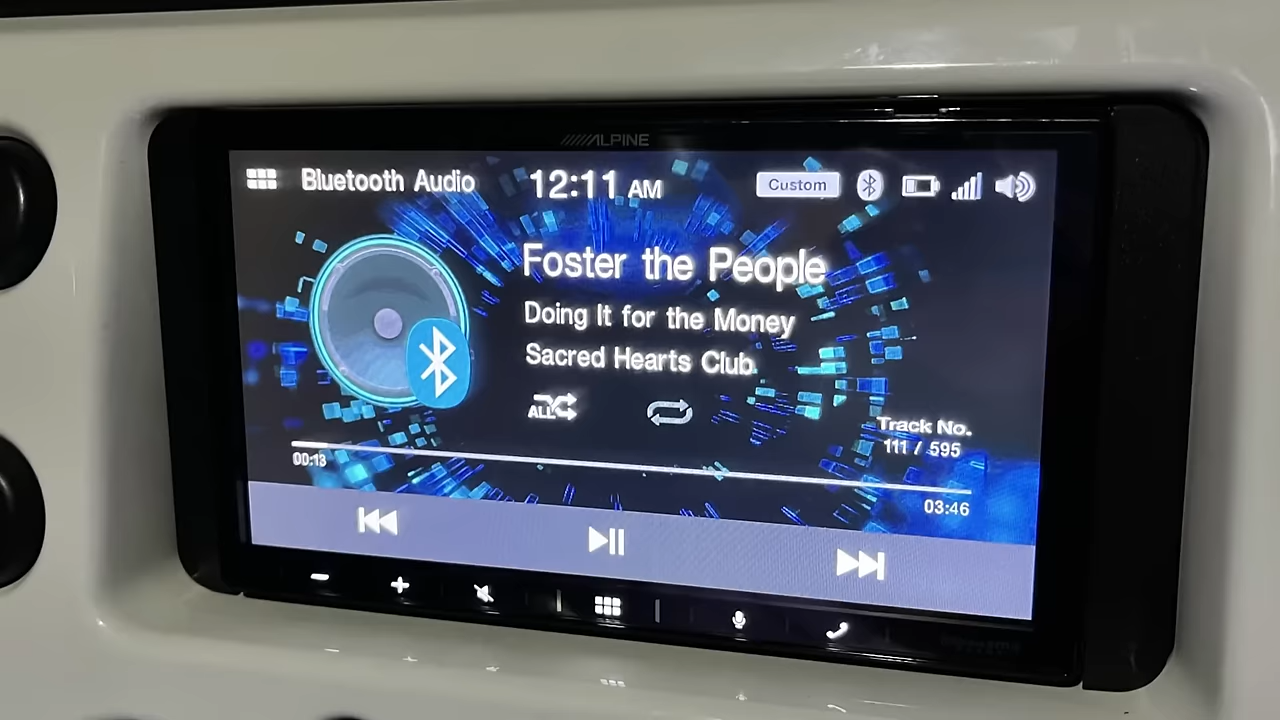 ALPINE
Bluetooth Audio
12:11 AM
Custom
Foster the People
Doing It for the Money
Sacred Hearts Club
ALL
Track No.
111 / 595
00:13
03:46